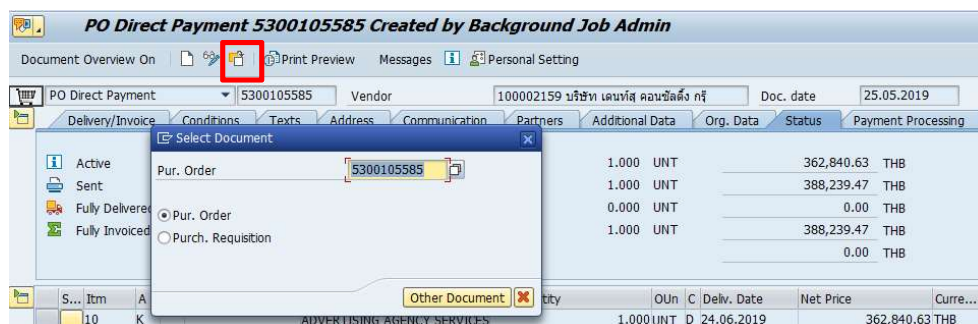 PO Direct Payment 5300105585 Created by Background Job Admin
Document Overview On Print Preview Messages Personal Setting
PO Direct Payment 5300105585 Vendor 100002159 บริษัท เดนท์สุ คอนซัลติ้ง กรุ๊ Doc. date 25.05.2019
Delivery/Invoice Conditions Texts Address Communication Partners Additional Data Org. Data Status Payment Processing
Select Document
Pur. Order 5300105585
Pur. Order
Purch. Requisition
Other Document
Active 1.000 UNT 362,840.63 THB
Sent 1.000 UNT 388,239.47 THB
Fully Delivered 0.000 UNT 0.00 THB
Fully Invoiced 1.000 UNT 388,239.47 THB
0.00 THB
S... Itm A tity OUn C Deliv. Date Net Price Curre...
10 K ADVERTISING AGENCY SERVICES 1.000 UNT D 24.06.2019 362,840.63 THB